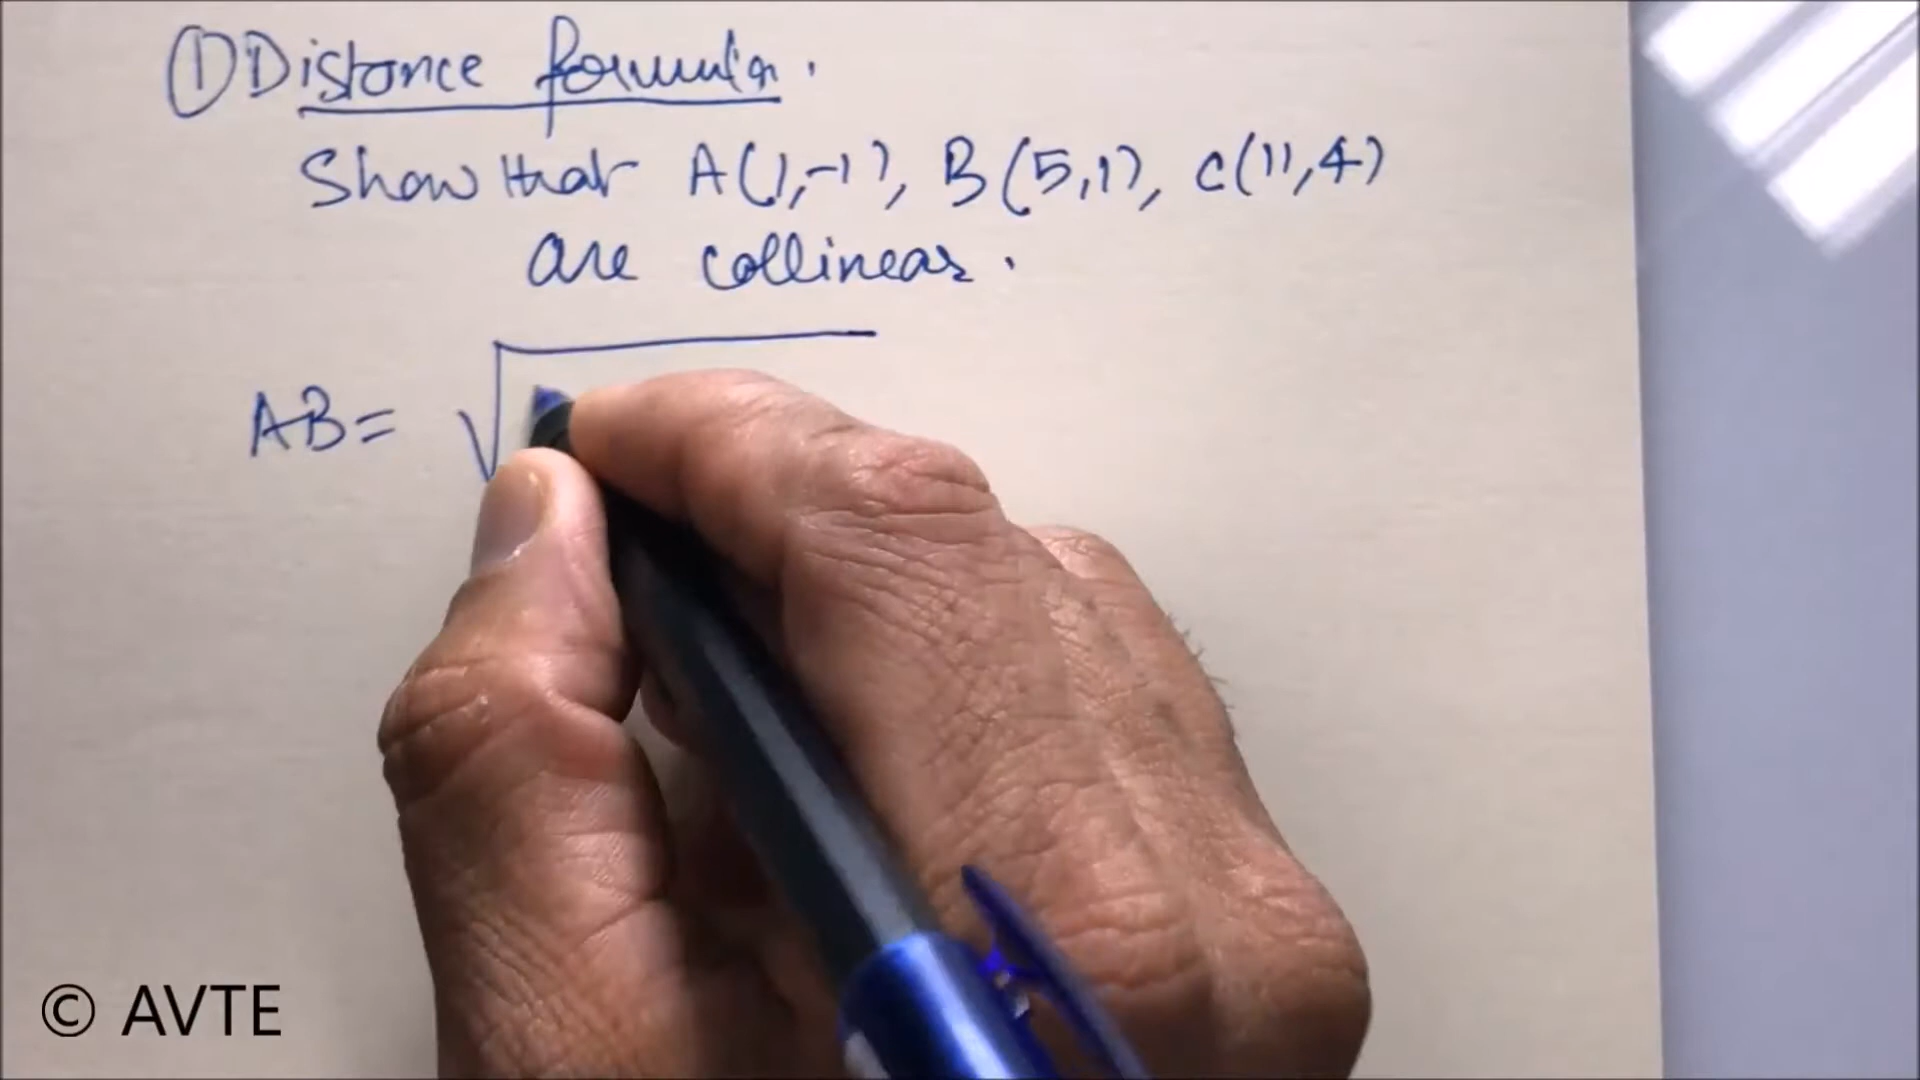 ① Distance formula.
Show that A(1,-1), B(5,1), C(11,4)
are collinear.
AB= √
© AVTE